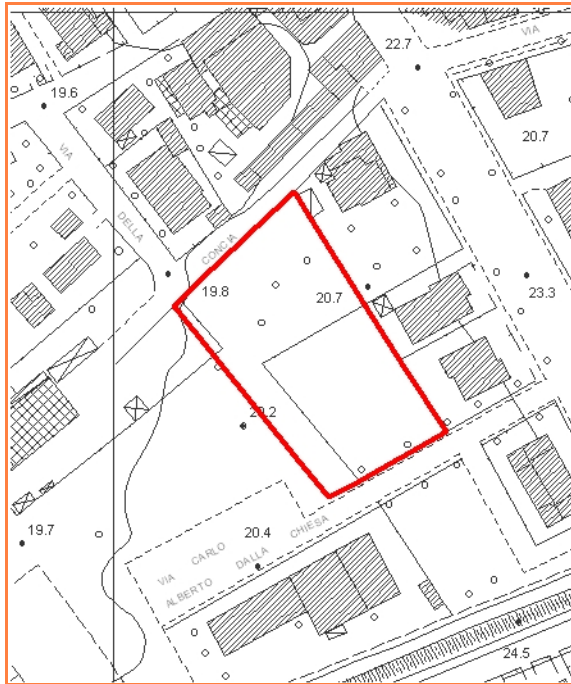 22.7
VIA
19.6
20.7
VIA
DELLA
CONCIA
19.8
20.7
23.3
20.2
19.7
20.4
VIA CARLO
ALBERTO DALLA CHIESA
24.5